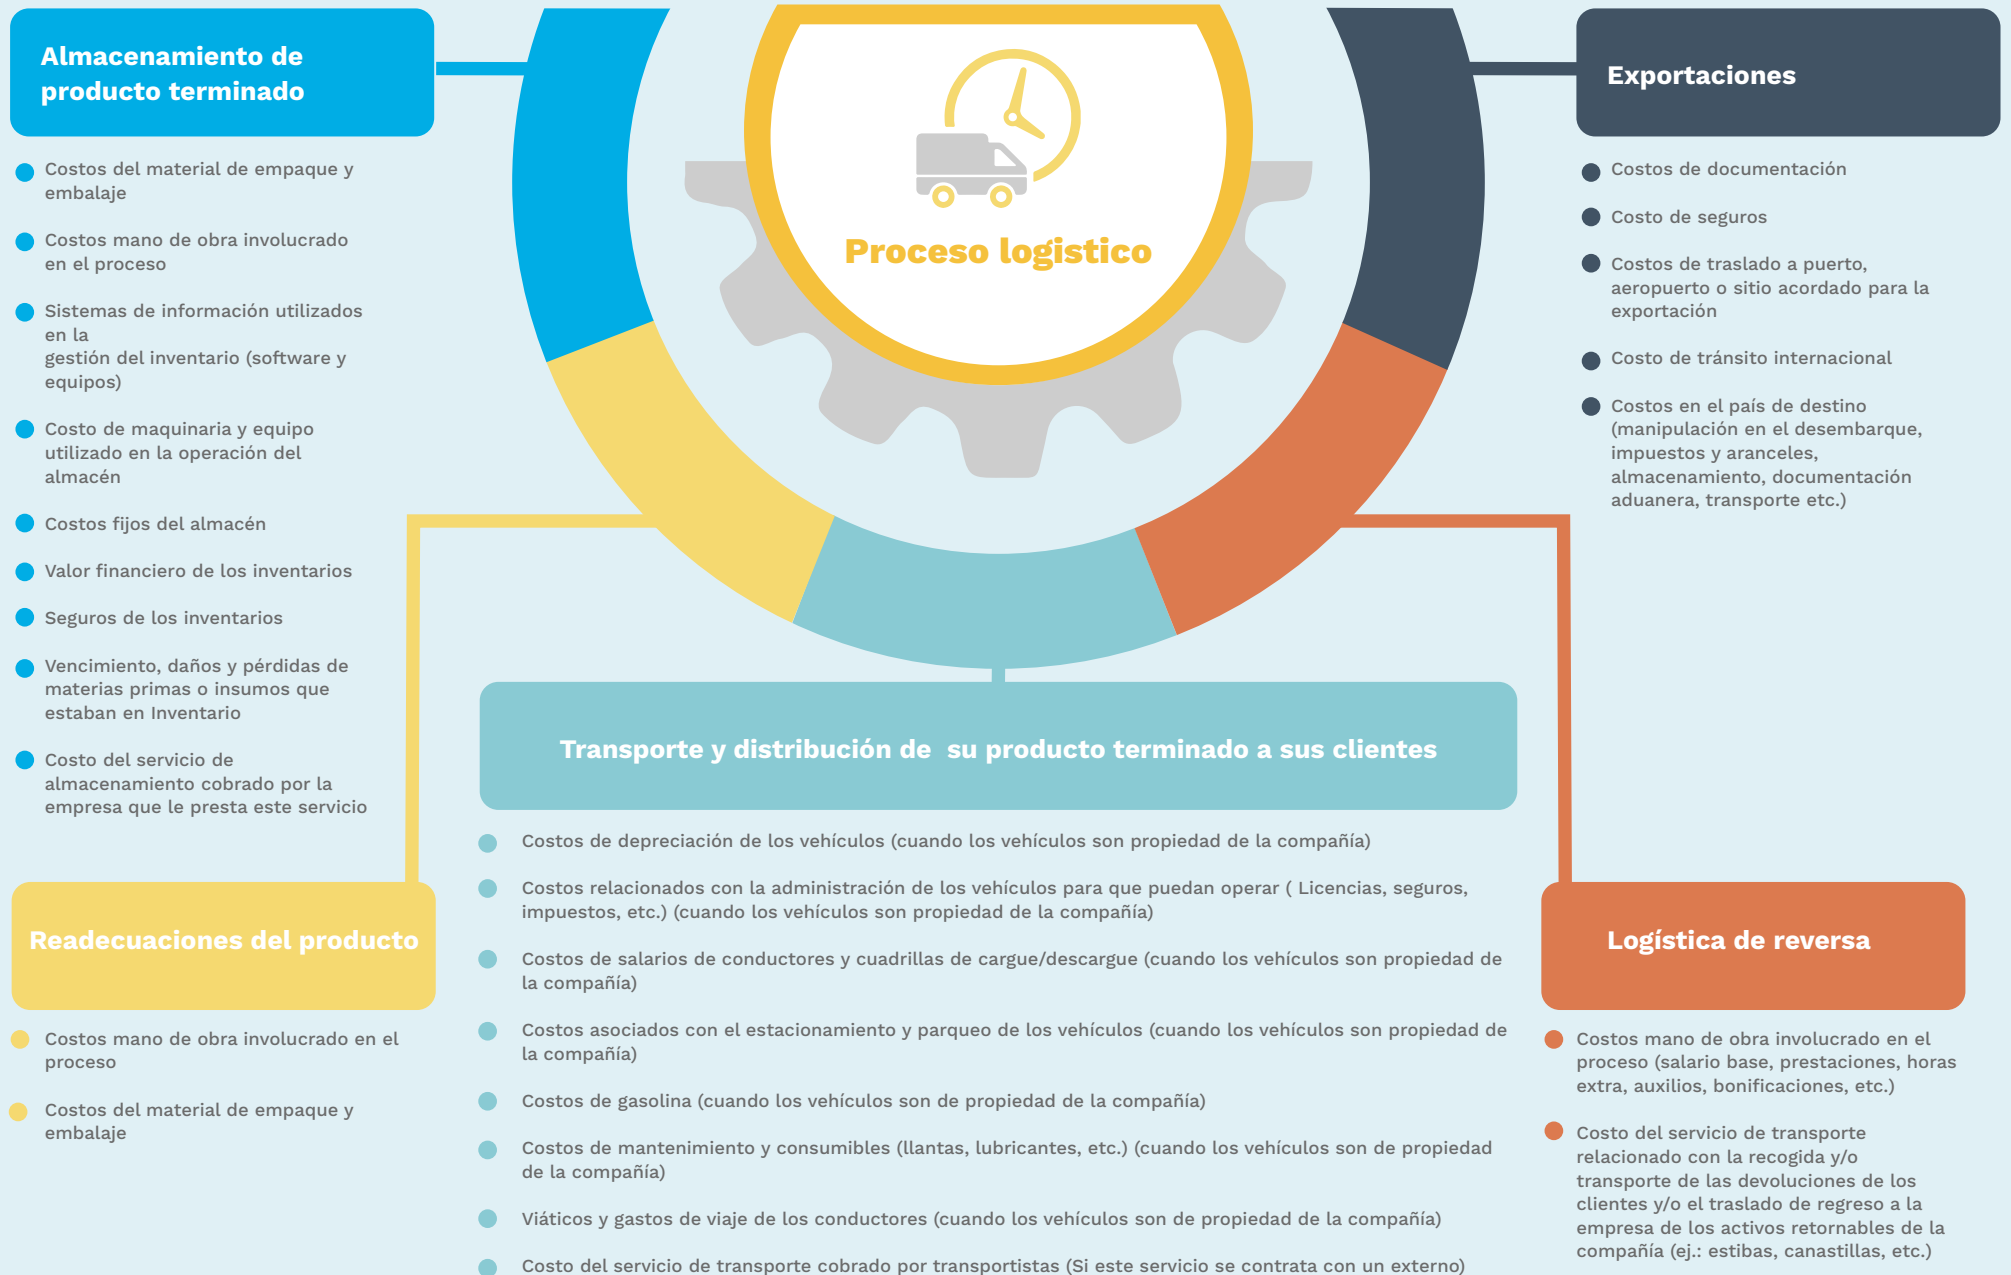 Almacenamiento de
producto terminado
Costos del material de empaque y
embalaje
Costos mano de obra involucrado
en el proceso
Sistemas de información utilizados
en la
gestión del inventario (software y
equipos)
Costo de maquinaria y equipo
utilizado en la operación del
almacén
Costos fijos del almacén
Valor financiero de los inventarios
Seguros de los inventarios
Vencimiento, daños y pérdidas de
materias primas o insumos que
estaban en Inventario
Costo del servicio de
almacenamiento cobrado por la
empresa que le presta este servicio
Proceso logistico
Exportaciones
Costos de documentación
Costo de seguros
Costos de traslado a puerto,
aeropuerto o sitio acordado para la
exportación
Costo de tránsito internacional
Costos en el país de destino
(manipulación en el desembarque,
impuestos y aranceles,
almacenamiento, documentación
aduanera, transporte etc.)
Readecuaciones del producto
Costos mano de obra involucrado en el
proceso
Costos del material de empaque y
embalaje
Transporte y distribución de  su producto terminado a sus clientes
Costos de depreciación de los vehículos (cuando los vehículos son propiedad de la compañía)
Costos relacionados con la administración de los vehículos para que puedan operar ( Licencias, seguros,
impuestos, etc.) (cuando los vehículos son propiedad de la compañía)
Costos de salarios de conductores y cuadrillas de cargue/descargue (cuando los vehículos son propiedad de
la compañía)
Costos asociados con el estacionamiento y parqueo de los vehículos (cuando los vehículos son propiedad de
la compañía)
Costos de gasolina (cuando los vehículos son de propiedad de la compañía)
Costos de mantenimiento y consumibles (llantas, lubricantes, etc.) (cuando los vehículos son de propiedad
de la compañía)
Viáticos y gastos de viaje de los conductores (cuando los vehículos son de propiedad de la compañía)
Costo del servicio de transporte cobrado por transportistas (Si este servicio se contrata con un externo)
Logística de reversa
Costos mano de obra involucrado en el
proceso (salario base, prestaciones, horas
extra, auxilios, bonificaciones, etc.)
Costo del servicio de transporte
relacionado con la recogida y/o
transporte de las devoluciones de los
clientes y/o el traslado de regreso a la
empresa de los activos retornables de la
compañía (ej.: estibas, canastillas, etc.)